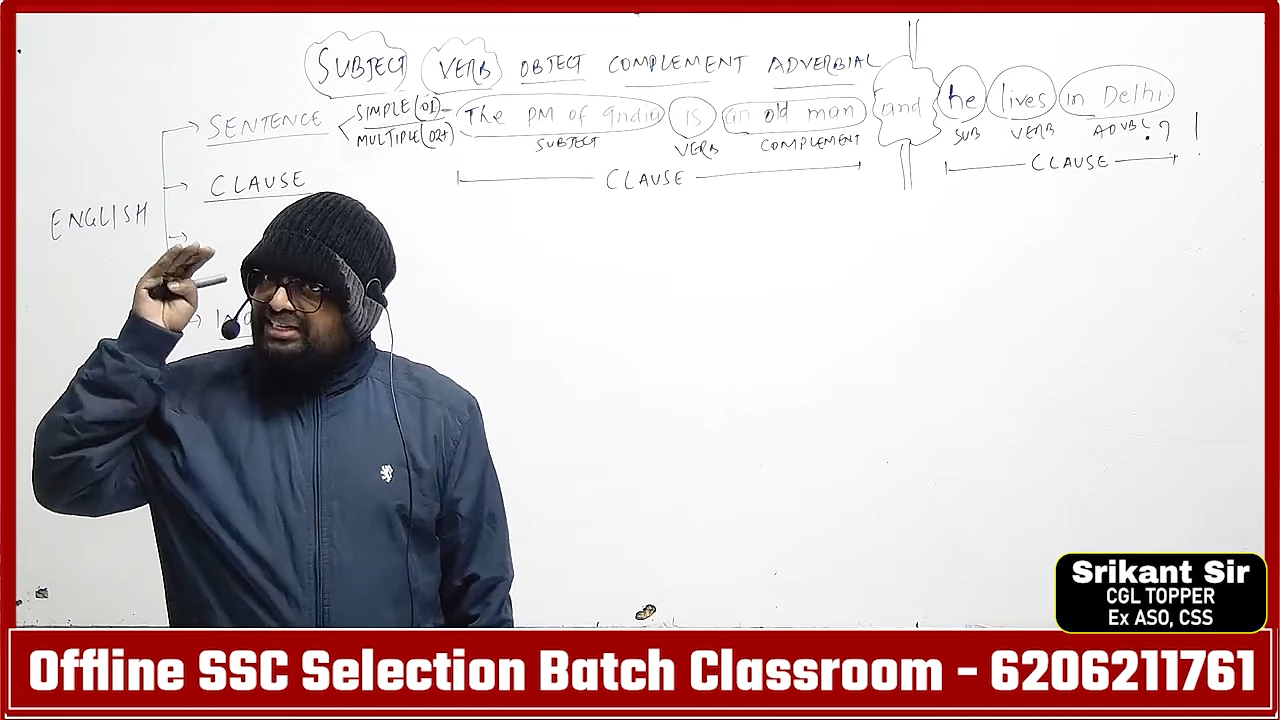 SUBJECT VERB OBJECT COMPLEMENT ADVERBIAL
SENTENCE
SIMPLE (01)
MULTIPLE (02+)
The PM of India is an old man and he lives in Delhi . ? !
SUBJECT VERB COMPLEMENT SUB VERB ADVBL
CLAUSE CLAUSE
CLAUSE
ENGLISH
Srikant Sir
CGL TOPPER
Ex ASO, CSS
Offline SSC Selection Batch Classroom - 6206211761